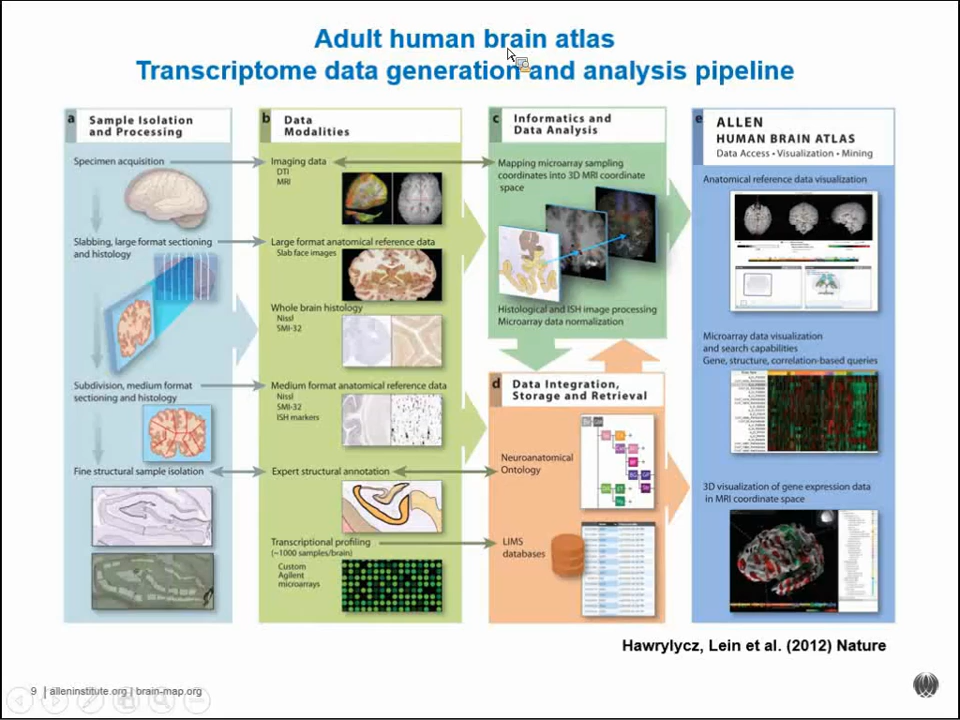 Adult human brain atlas
Transcriptome data generation and analysis pipeline
a
Sample Isolation
and Processing
Specimen acquisition
Slabbing, large format sectioning
and histology
Subdivision, medium format
sectioning and histology
Fine structural sample isolation
b
Data
Modalities
Imaging data
DTI
MRI
Large format anatomical reference data
Slab face images
Whole brain histology
Nissl
SMI-32
Medium format anatomical reference data
Nissl
SMI-32
ISH markers
Expert structural annotation
Transcriptional profiling
(~1000 samples/brain)
Custom
Agilent
microarrays
c
Informatics and
Data Analysis
Mapping microarray sampling
coordinates into 3D MRI coordinate
space
Histological and ISH image processing
Microarray data normalization
d
Data Integration,
Storage and Retrieval
Neuroanatomical
Ontology
LIMS
databases
e
ALLEN
HUMAN BRAIN ATLAS
Data Access • Visualization • Mining
Anatomical reference data visualization
Microarray data visualization
and search capabilities
Gene, structure, correlation-based queries
3D visualization of gene expression data
in MRI coordinate space
Hawrylycz, Lein et al. (2012) Nature
9 | alleninstitute.org | brain-map.org